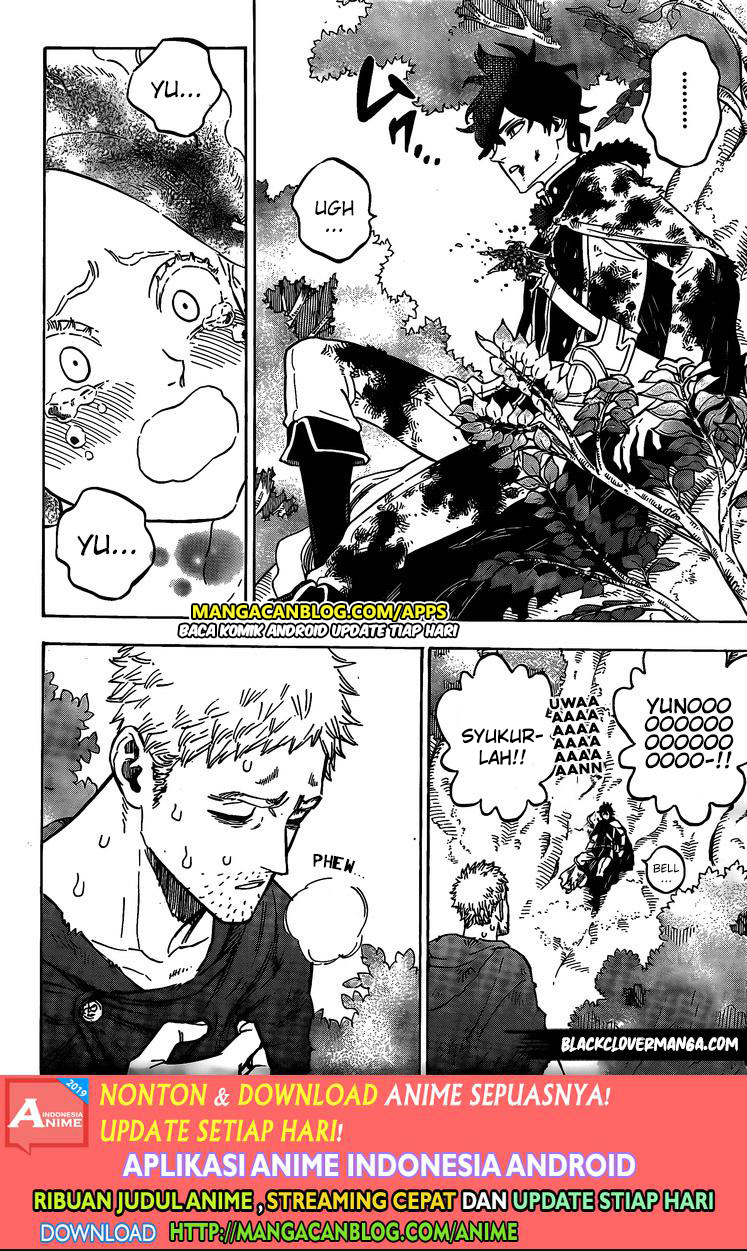 .........
ムク...
UGH
...
YU...
YU...
MANGACANBLOG.COM/APPS
BACA KOMIK ANDROID UPDATE TIAP HARI
YUNOOO
OOOOOO
OOOOOO
OOOO-!!
UWAA
AAAA
AAAA
AAAA
AAAA
AANN
SYUKUR-
LAH!!
BELL
...
PHEW
BLACKCLOVERMANGA.COM
2019
INDONESIA
ANIME
NONTON & DOWNLOAD ANIME SEPUASNYA!
UPDATE SETIAP HARI!
APLIKASI ANIME INDONESIA ANDROID
RIBUAN JUDUL ANIME , STREAMING CEPAT DAN UPDATE STIAP HARI
DOWNLOAD HTTP://MANGACANBLOG.COM/ANIME